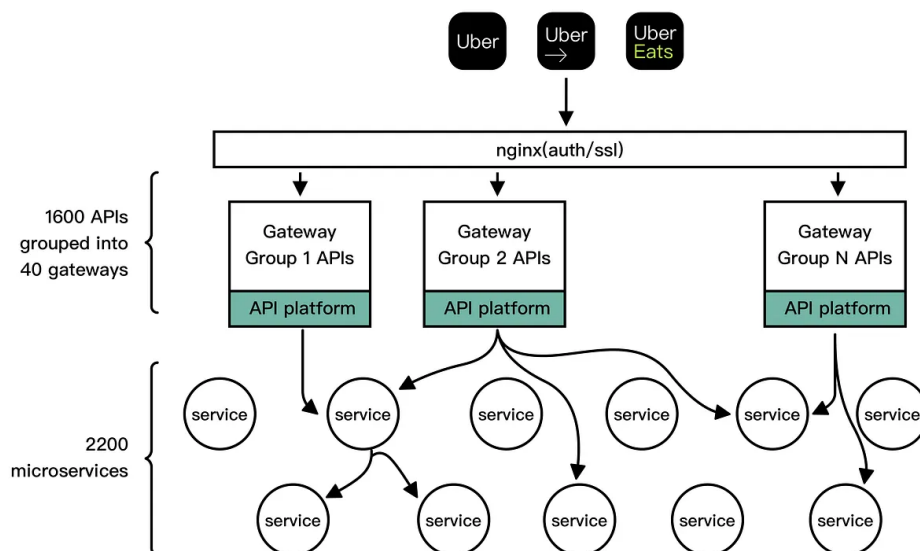 Uber
Uber
Uber
Eats
nginx(auth/ssl)
1600 APIs
grouped into
40 gateways
Gateway
Group 1 APIs
API platform
Gateway
Group 2 APIs
API platform
Gateway
Group N APIs
API platform
2200
microservices
service
service
service
service
service
service
service
service
service
service
service